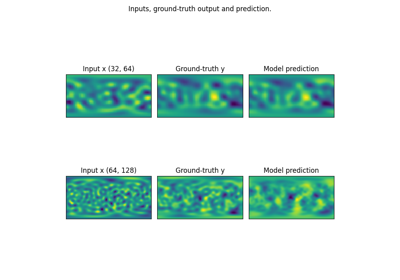 Inputs, ground-truth output and prediction.
Input x (32, 64) Ground-truth y Model prediction
Input x (64, 128) Ground-truth y Model prediction